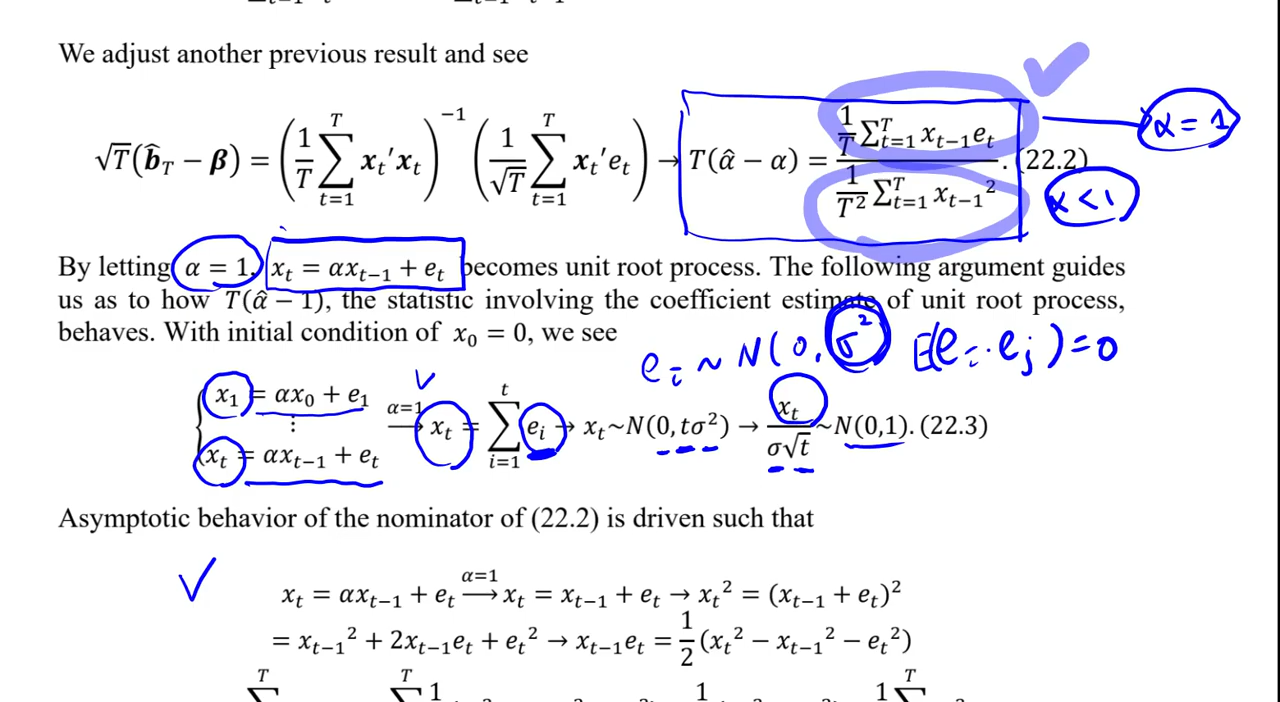 We adjust another previous result and see
√T(b̂_T − β) = (1/T ∑_{t=1}^{T} x_t′x_t)^{−1} (1/√T ∑_{t=1}^{T} x_t′e_t) → T(α̂ − α) = (1/T ∑_{t=1}^{T} x_{t−1}e_t) / (1/T² ∑_{t=1}^{T} x_{t−1}²). (22.2)
α = 1
α < 1
By letting α = 1, x_t = αx_{t−1} + e_t becomes unit root process. The following argument guides
us as to how T(α̂ − 1), the statistic involving the coefficient estimate of unit root process,
behaves. With initial condition of x_0 = 0, we see
e_i ~ N(0, σ²) E(e_i · e_j) = 0
{ x_1 = αx_0 + e_1 ⋮ x_t = αx_{t−1} + e_t →^{α=1} x_t = ∑_{i=1}^{t} e_i → x_t~N(0, tσ²) → x_t/(σ√t) ~N(0,1). (22.3)
Asymptotic behavior of the nominator of (22.2) is driven such that
x_t = αx_{t−1} + e_t →^{α=1} x_t = x_{t−1} + e_t → x_t² = (x_{t−1} + e_t)²
= x_{t−1}² + 2x_{t−1}e_t + e_t² → x_{t−1}e_t = 1/2 (x_t² − x_{t−1}² − e_t²)